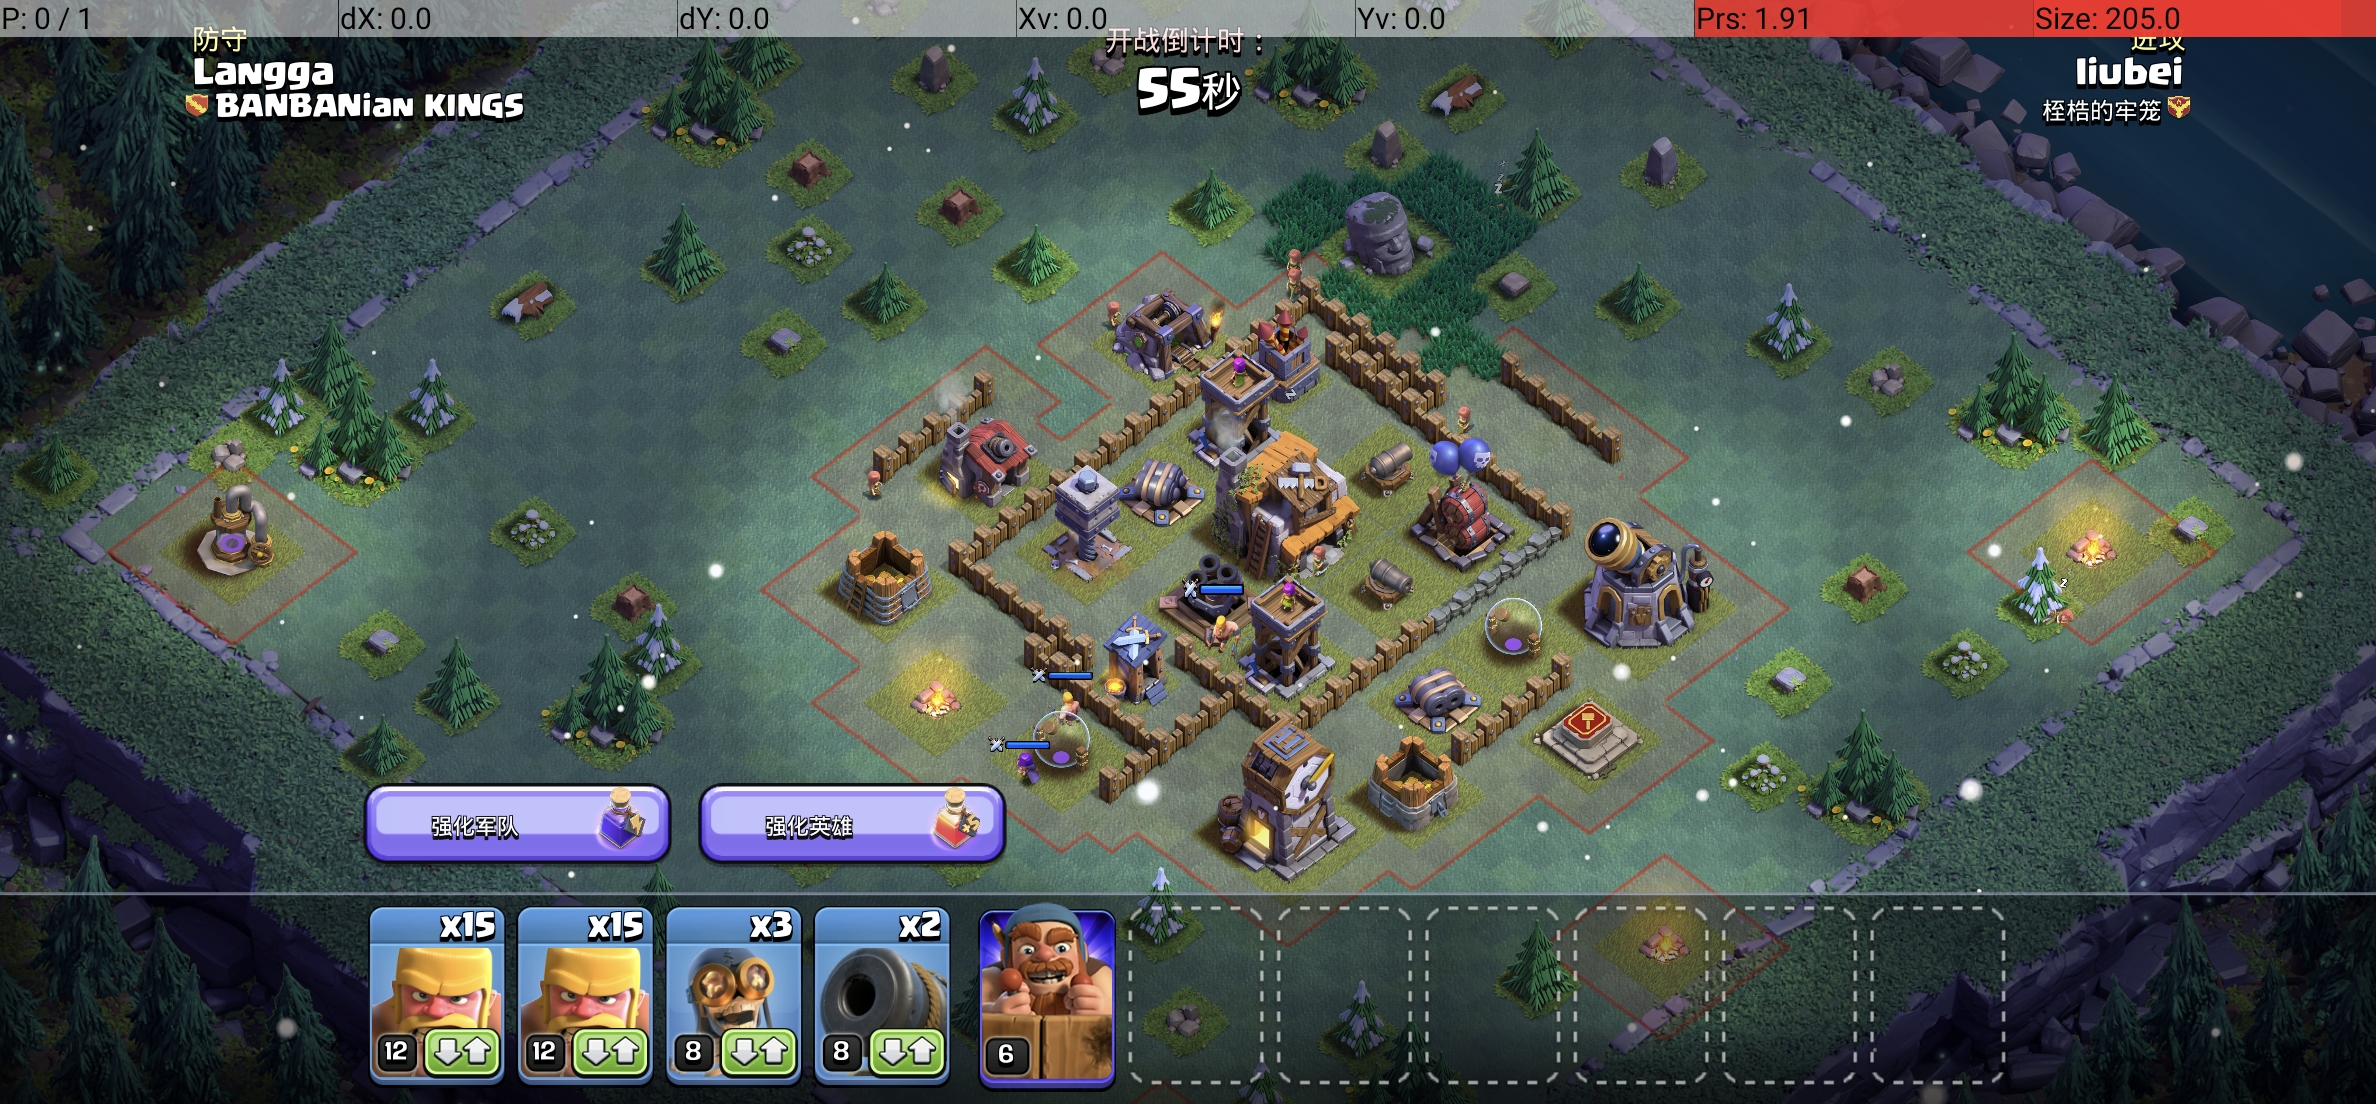 P: 0 / 1
dX: 0.0
dY: 0.0
Xv: 0.0
Yv: 0.0
Prs: 1.91
Size: 205.0
防守
Langga
BANBANian KINGS
开战倒计时：
55秒
进攻
liubei
桎梏的牢笼
强化军队
强化英雄
x15
x15
x3
x2
12
12
8
8
6